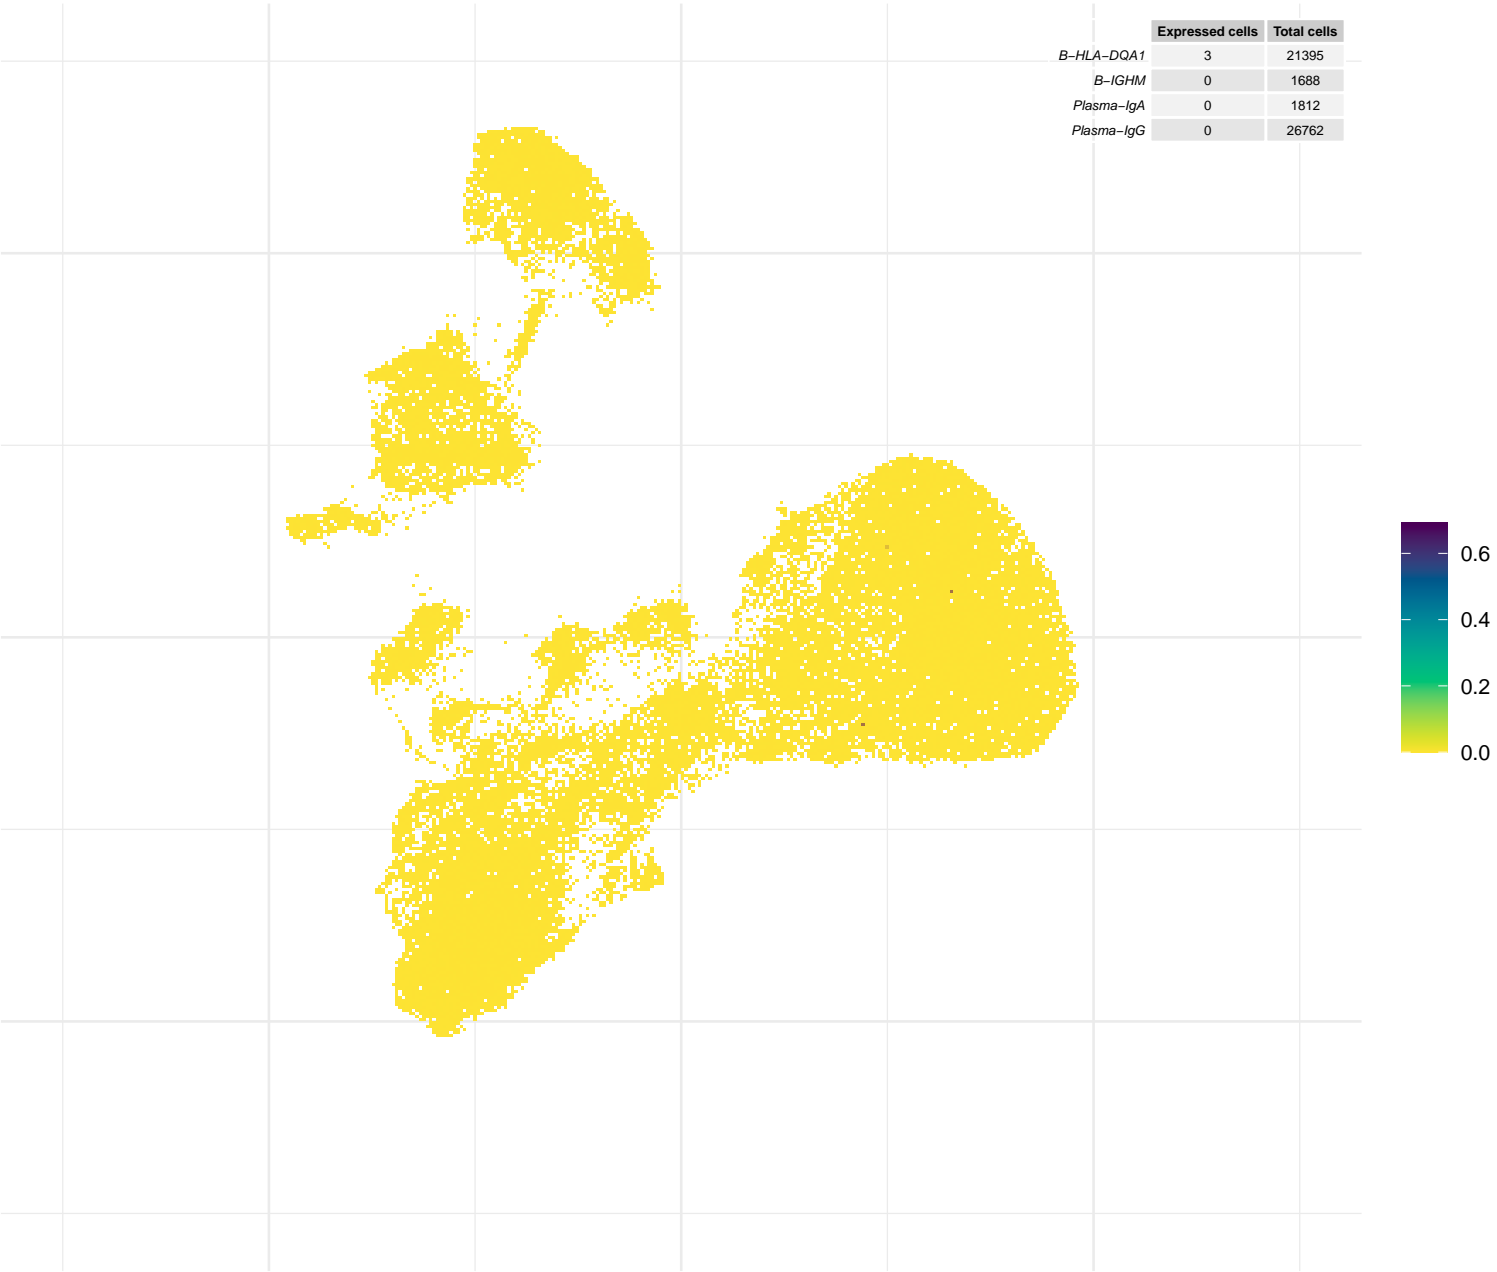 Expressed cells Total cells
B−HLA−DQA1 3 21395
B−IGHM 0 1688
Plasma−IgA 0 1812
Plasma−IgG 0 26762
0.6
0.4
0.2
0.0